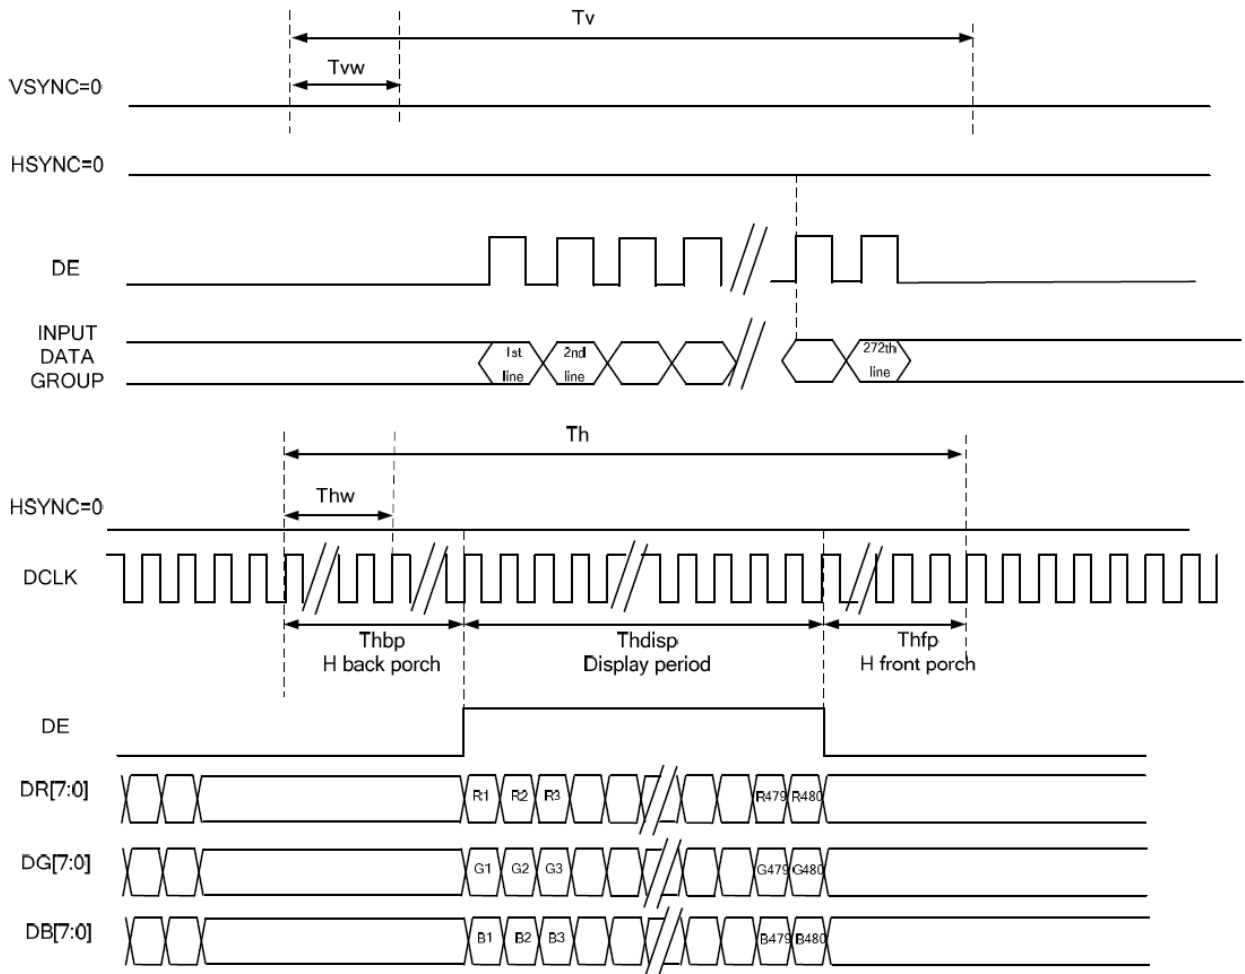 Tv
Tvw
VSYNC=0
HSYNC=0
DE
INPUT
DATA
GROUP
1st
line
2nd
line
272th
line
Th
HSYNC=0
Thw
DCLK
Thbp
H back porch
Thdisp
Display period
Thfp
H front porch
DE
DR[7:0]
R1 R2 R3 R479 R480
DG[7:0]
G1 G2 G3 G479 G480
DB[7:0]
B1 B2 B3 B479 B480